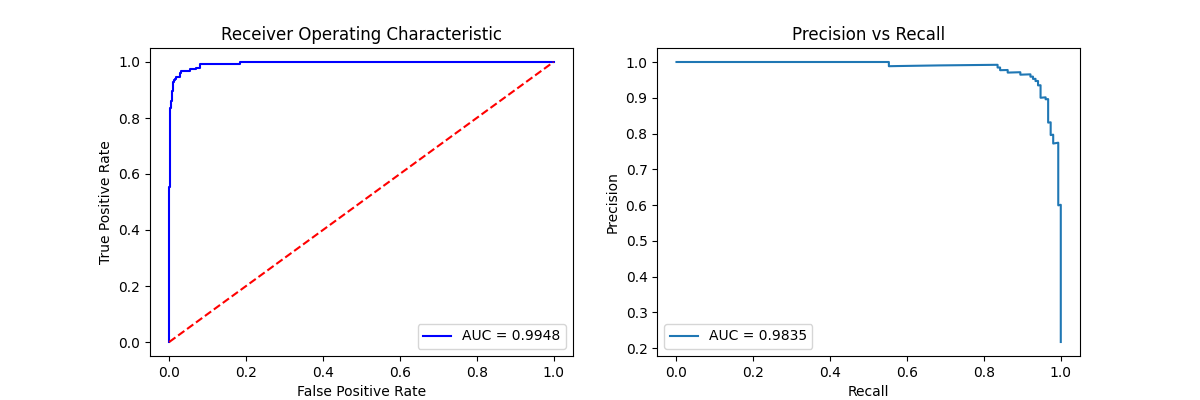 Receiver Operating Characteristic
True Positive Rate
1.0
0.8
0.6
0.4
0.2
0.0
AUC = 0.9948
0.0 0.2 0.4 0.6 0.8 1.0
False Positive Rate
Precision vs Recall
Precision
1.0
0.9
0.8
0.7
0.6
0.5
0.4
0.3
0.2
AUC = 0.9835
0.0 0.2 0.4 0.6 0.8 1.0
Recall